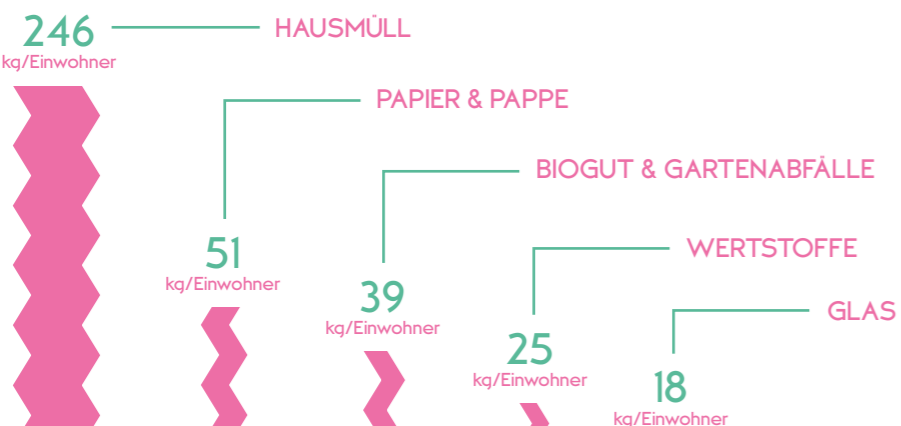 246
kg/Einwohner
HAUSMÜLL
PAPIER & PAPPE
51
kg/Einwohner
BIOGUT & GARTENABFÄLLE
39
kg/Einwohner
WERTSTOFFE
25
kg/Einwohner
GLAS
18
kg/Einwohner